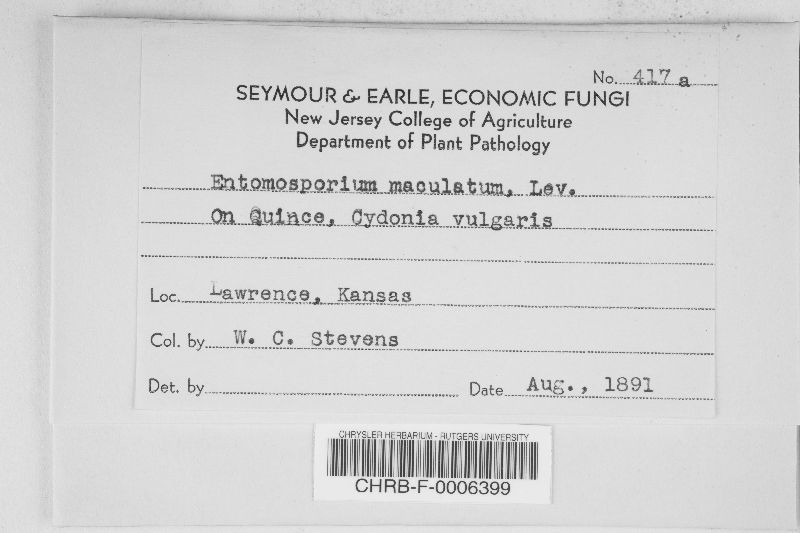 No. 417 a
SEYMOUR & EARLE, ECONOMIC FUNGI
New Jersey College of Agriculture
Department of Plant Pathology
Entomosporium maculatum, Lev.
On Quince, Cydonia vulgaris
Loc. Lawrence, Kansas
Col. by W. C. Stevens
Det. by Date Aug., 1891
CHRYSLER HERBARIUM - RUTGERS UNIVERSITY
CHRB-F-0006399